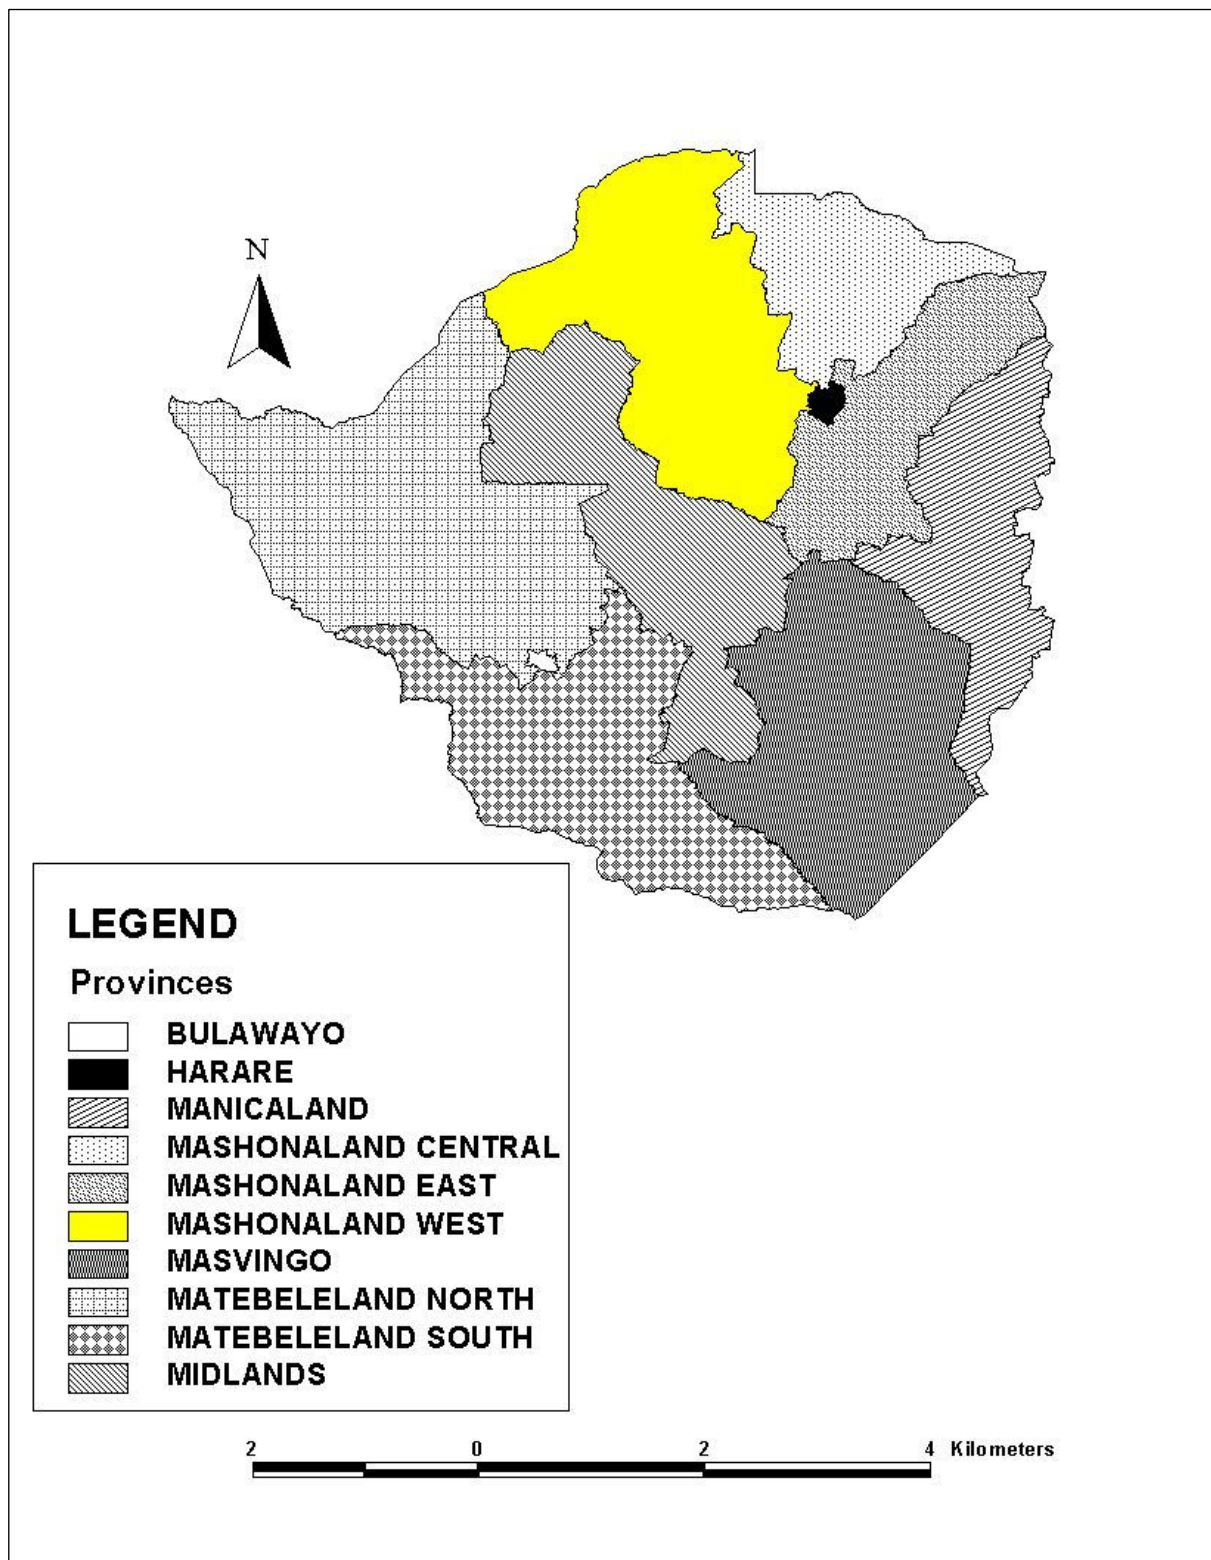 N
LEGEND
Provinces
BULAWAYO
HARARE
MANICALAND
MASHONALAND CENTRAL
MASHONALAND EAST
MASHONALAND WEST
MASVINGO
MATEBELELAND NORTH
MATEBELELAND SOUTH
MIDLANDS
2 0 2 4 Kilometers